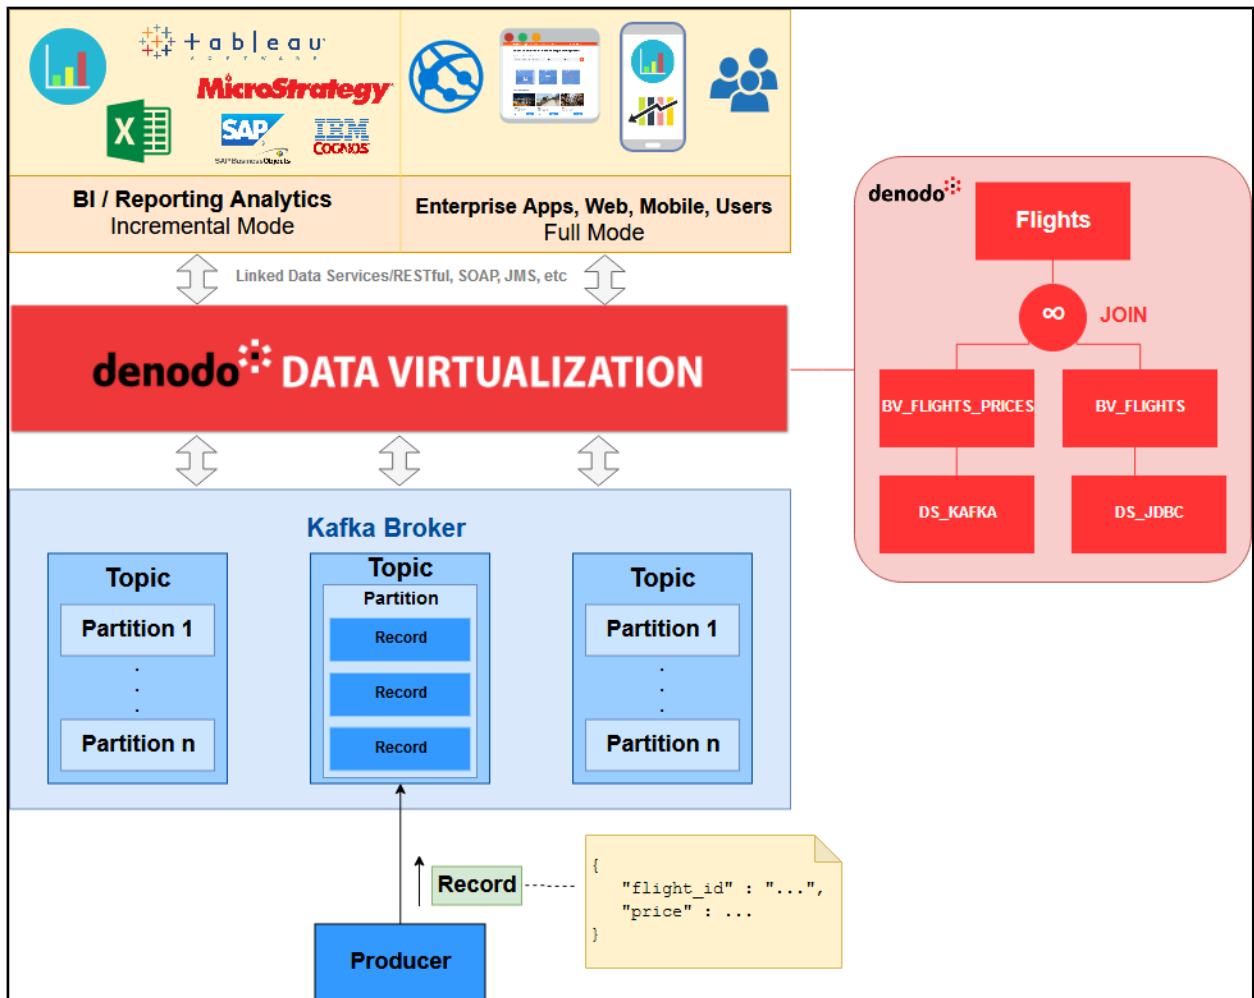 + a b | e a u
S O F T W A R E
MicroStrategy
X
SAP
SAP BusinessObjects
IBM
COGNOS
BI / Reporting Analytics
Incremental Mode
Enterprise Apps, Web, Mobile, Users
Full Mode
Linked Data Services/RESTful, SOAP, JMS, etc
denodo DATA VIRTUALIZATION
denodo
Flights
∞
JOIN
BV_FLIGHTS_PRICES
BV_FLIGHTS
DS_KAFKA
DS_JDBC
Kafka Broker
Topic
Partition 1
.
.
.
Partition n
Topic
Partition
Record
Record
Record
Topic
Partition 1
.
.
.
Partition n
Record
{
"flight_id" : "...",
"price" : ...
}
Producer